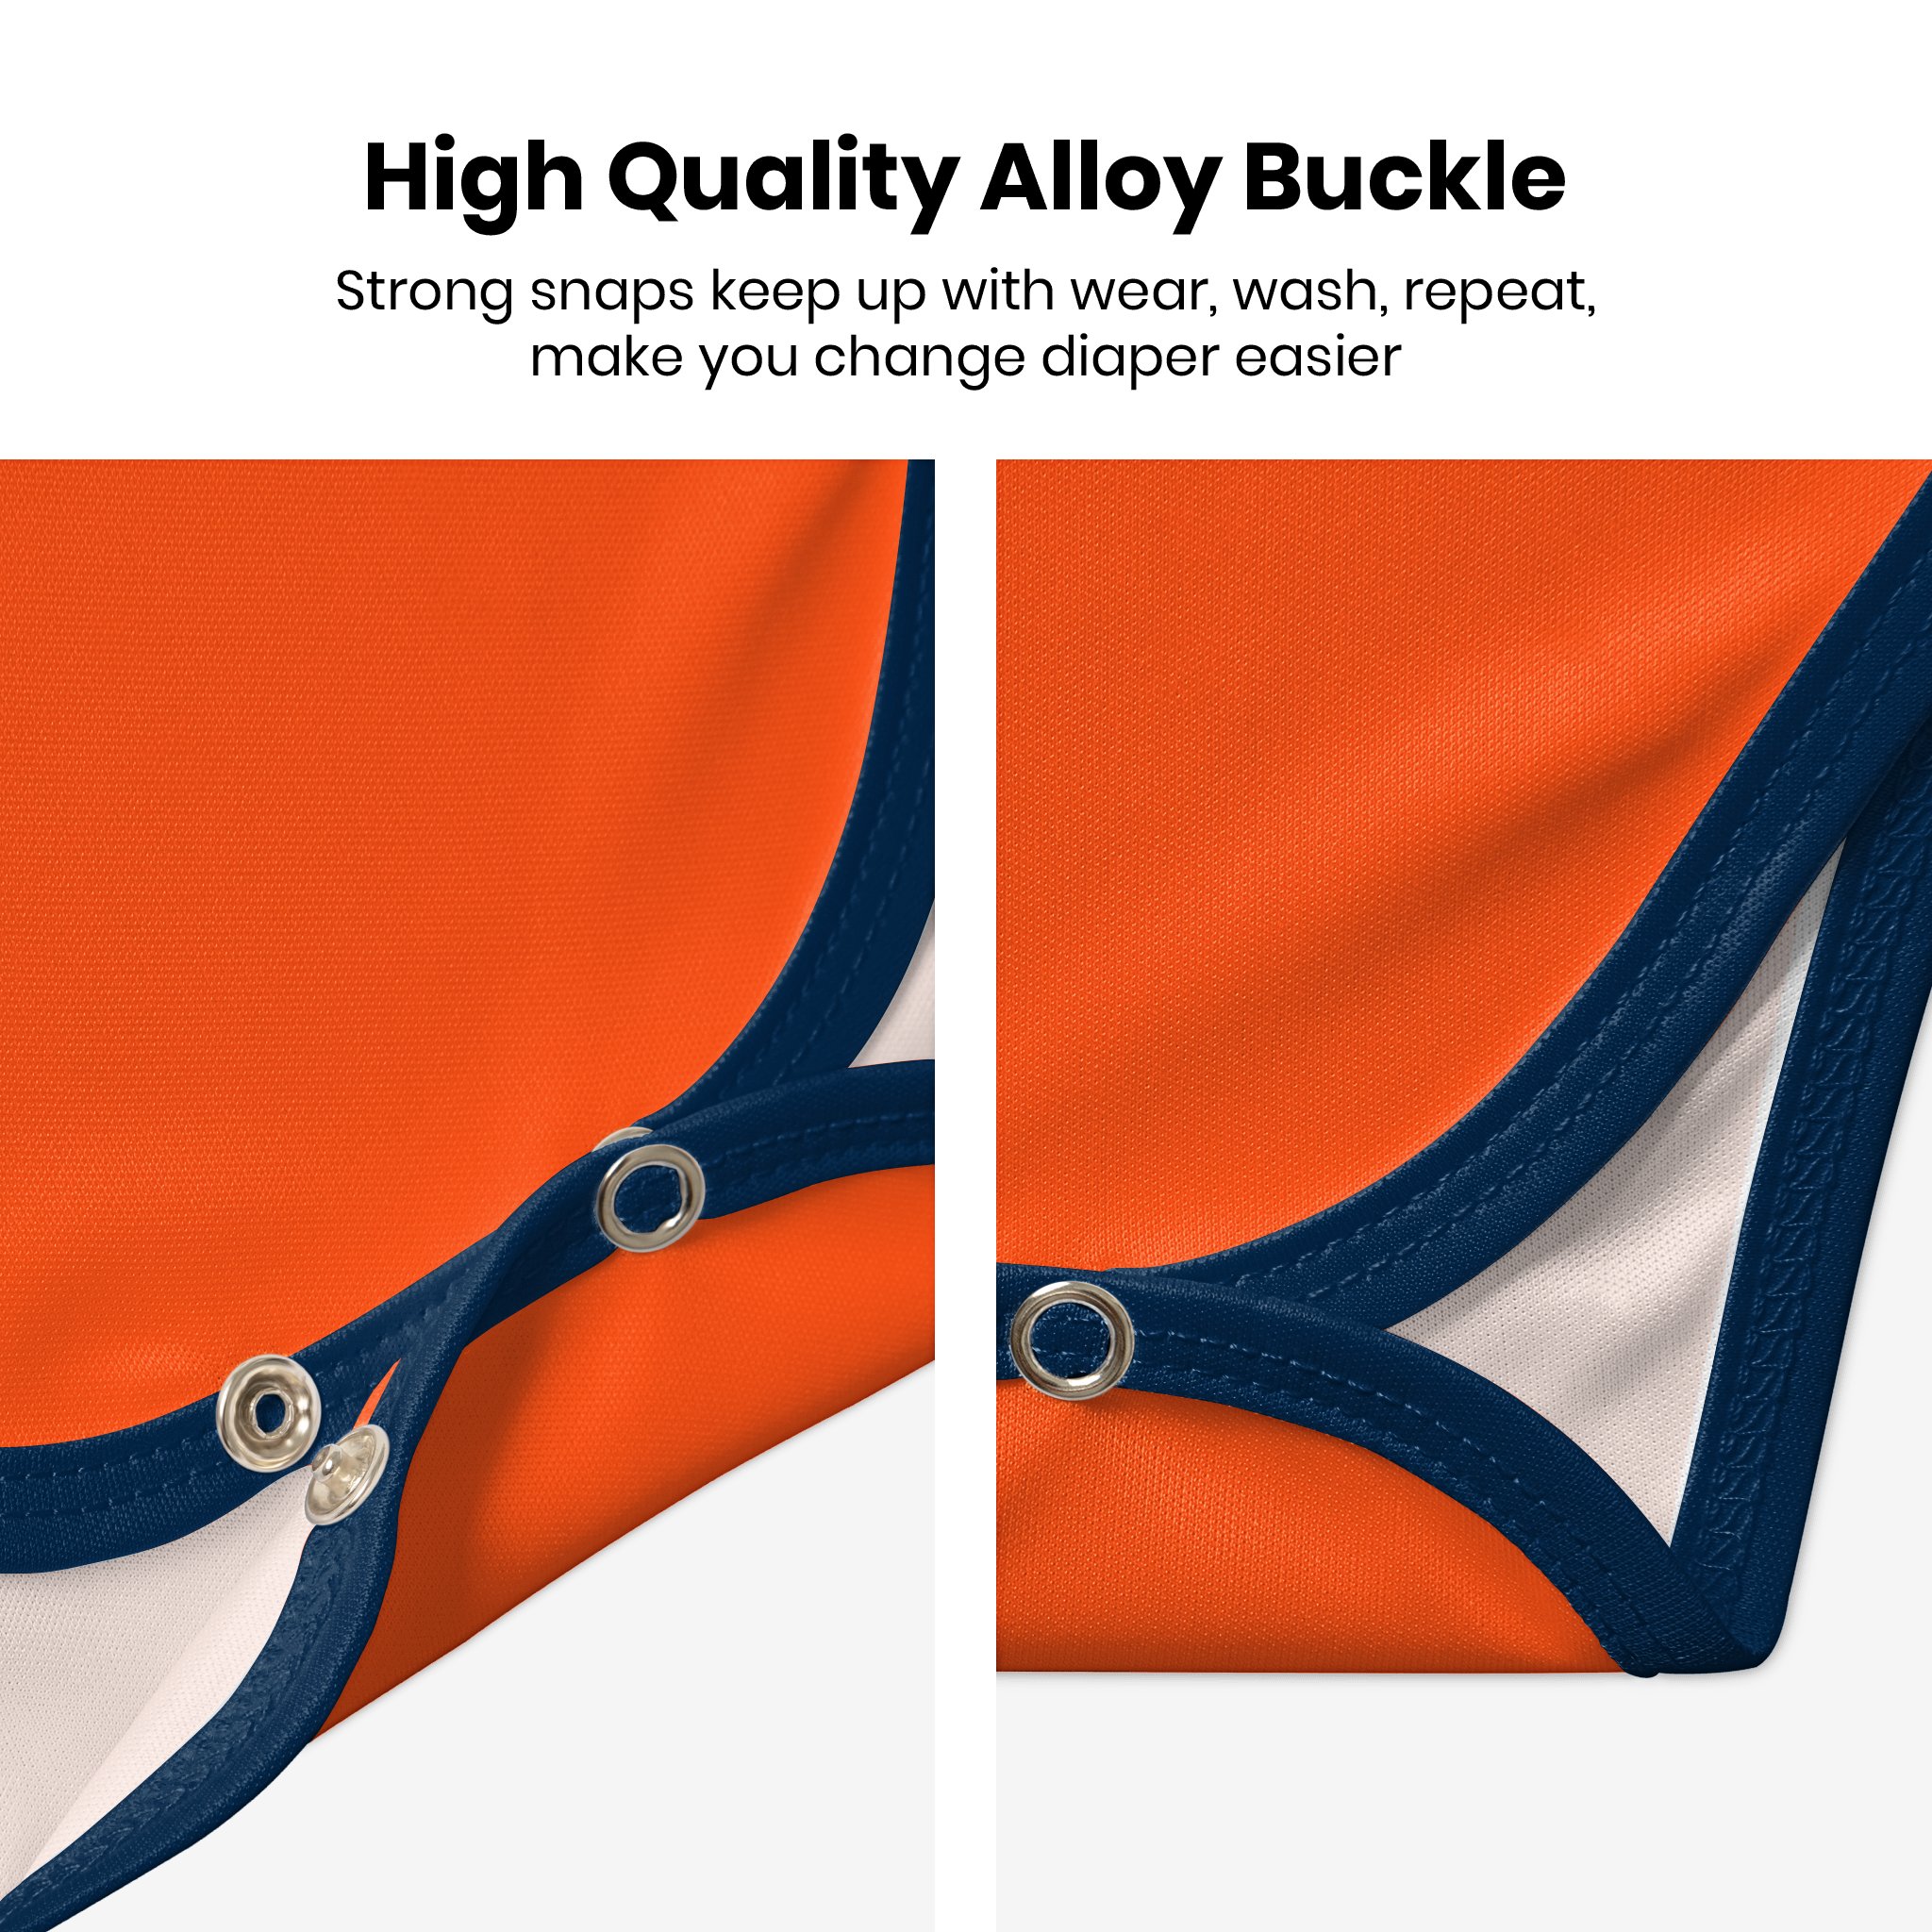 High Quality Alloy Buckle
Strong snaps keep up with wear, wash, repeat,
make you change diaper easier